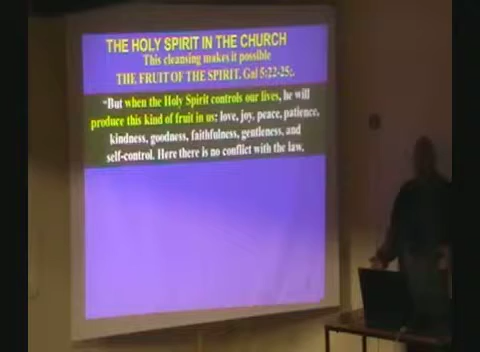 THE HOLY SPIRIT IN THE CHURCH
This cleansing makes it possible
THE FRUIT OF THE SPIRIT. Gal 5:22-25:.
"But when the Holy Spirit controls our lives, he will
produce this kind of fruit in us: love, joy, peace, patience,
kindness, goodness, faithfulness, gentleness, and
self-control. Here there is no conflict with the law.